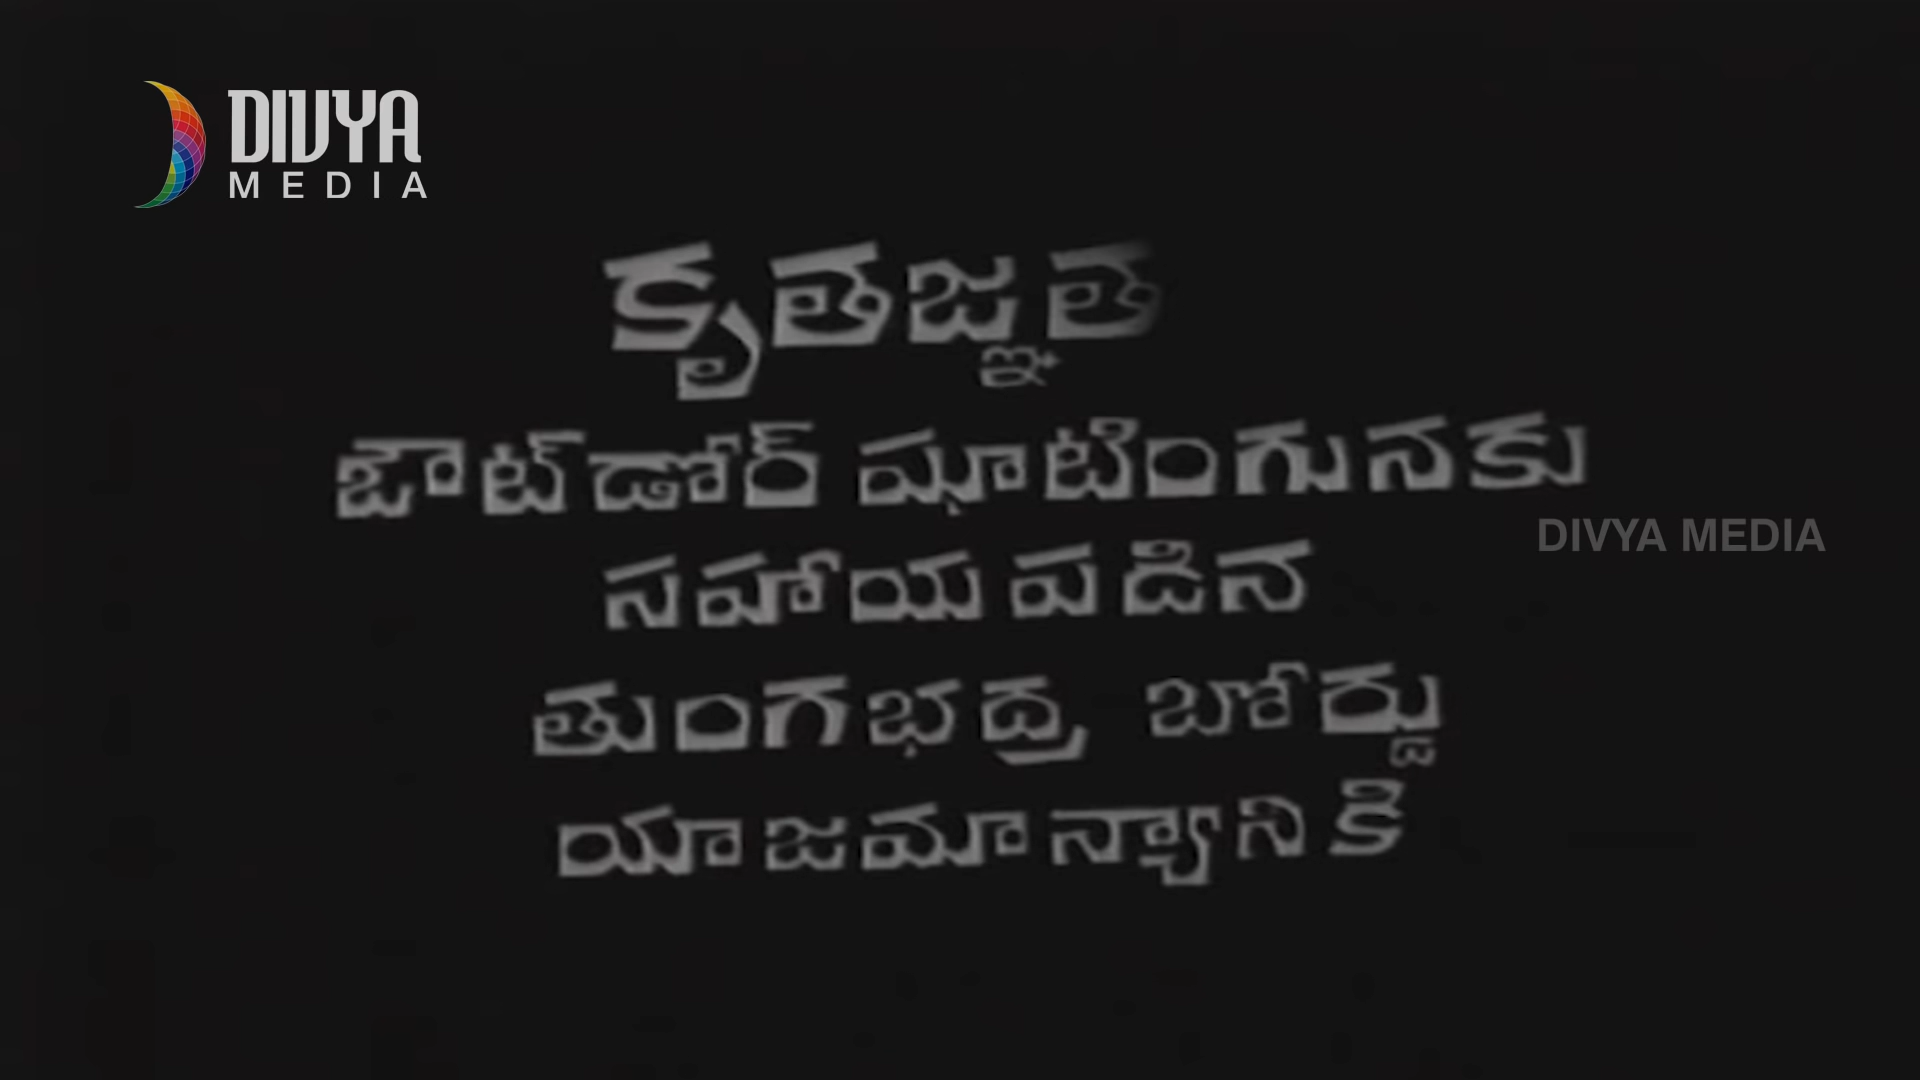 DIVYA
MEDIA
కృతజ్ఞత
ఔట్‌డోర్ షూటింగునకు
DIVYA MEDIA
సహాయపడిన
తుంగభద్ర బోర్డు
యాజమాన్యానికి